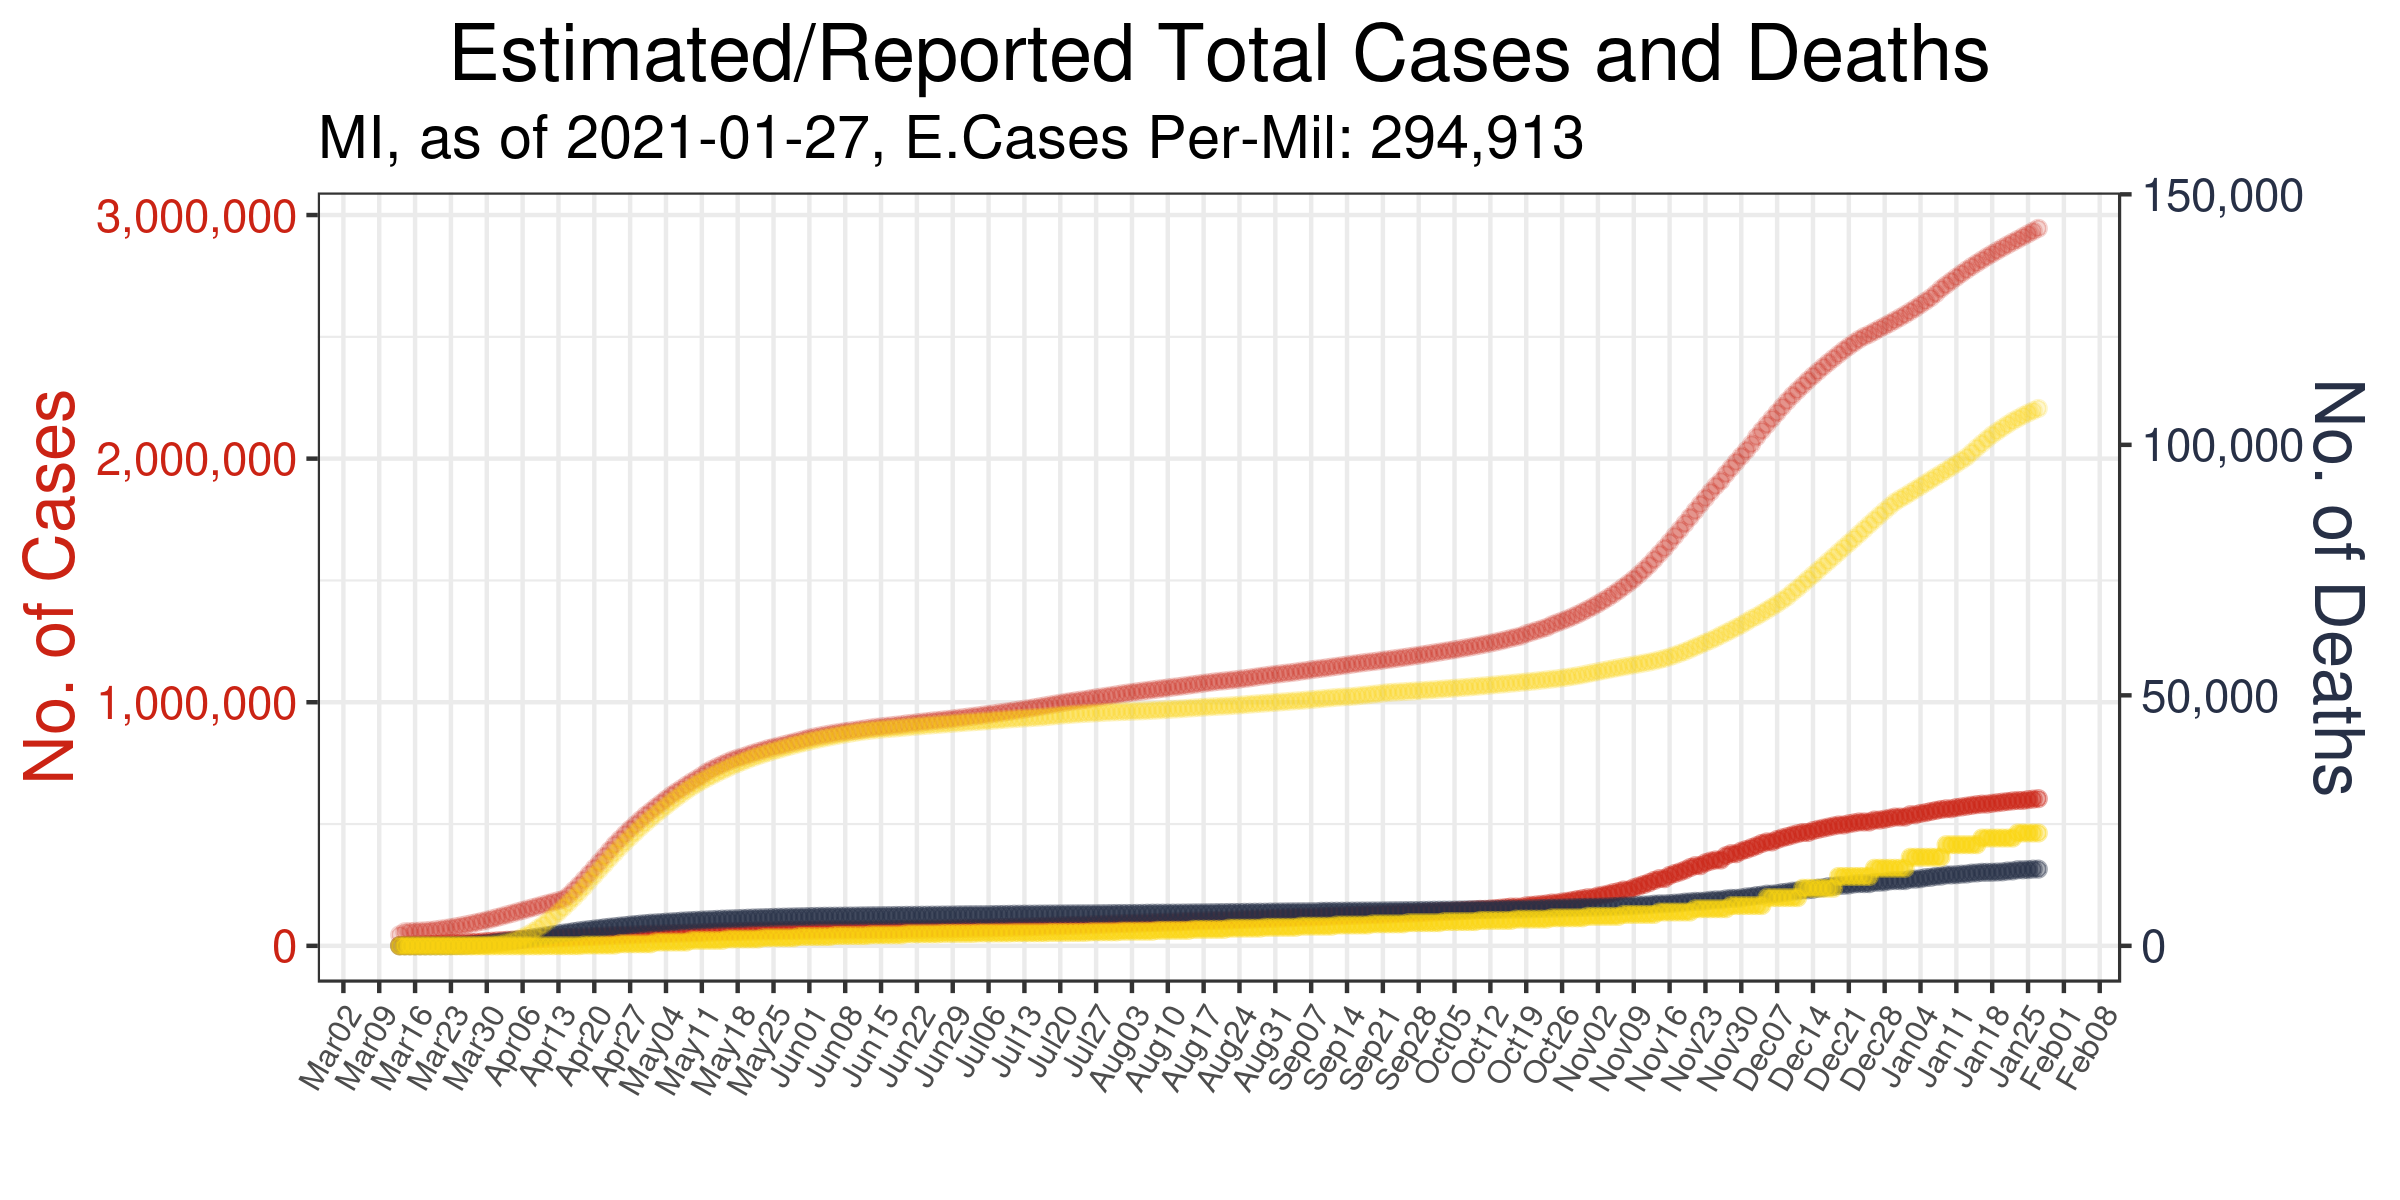 Estimated/Reported Total Cases and Deaths
MI, as of 2021-01-27, E.Cases Per-Mil: 294,913
No. of Cases
3,000,000
2,000,000
1,000,000
0
150,000
100,000
50,000
0
No. of Deaths
Mar02
Mar09
Mar16
Mar23
Mar30
Apr06
Apr13
Apr20
Apr27
May04
May11
May18
May25
Jun01
Jun08
Jun15
Jun22
Jun29
Jul06
Jul13
Jul20
Jul27
Aug03
Aug10
Aug17
Aug24
Aug31
Sep07
Sep14
Sep21
Sep28
Oct05
Oct12
Oct19
Oct26
Nov02
Nov09
Nov16
Nov23
Nov30
Dec07
Dec14
Dec21
Dec28
Jan04
Jan11
Jan18
Jan25
Feb01
Feb08